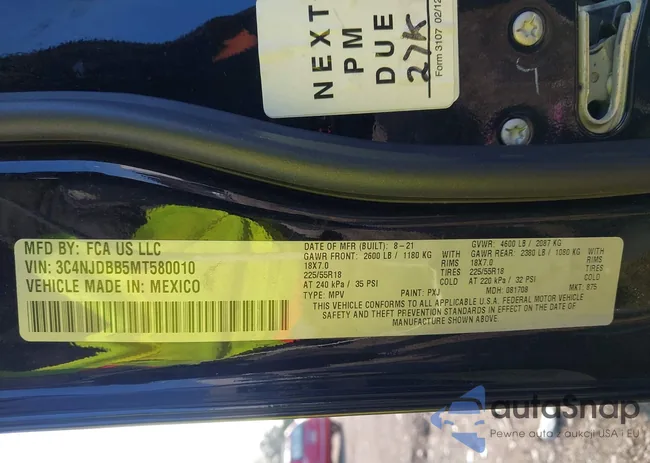 NEXT
PM
DUE
27K
Form 3107 02/12
MFD BY: FCA US LLC
VIN: 3C4NJDBB5MT580010
VEHICLE MADE IN: MEXICO
DATE OF MFR (BUILT): 8-21
GAWR FRONT: 2600 LB / 1180 KG
18X7.0 RIMS
225/55R18 TIRES
AT 240 kPa / 35 PSI COLD
TYPE: MPV
PAINT: PXJ
GVWR: 4600 LB / 2087 KG
GAWR REAR: 2380 LB / 1080 KG
18X7.0 RIMS
225/55R18 TIRES
AT 220 kPa / 32 PSI COLD
MDH: 081708
MKT: 875
THIS VEHICLE CONFORMS TO ALL APPLICABLE U.S.A. FEDERAL MOTOR VEHICLE
SAFETY AND THEFT PREVENTION STANDARDS IN EFFECT ON THE DATE OF
MANUFACTURE SHOWN ABOVE.
autoSnap
Pewne auta z aukcji USA i EU